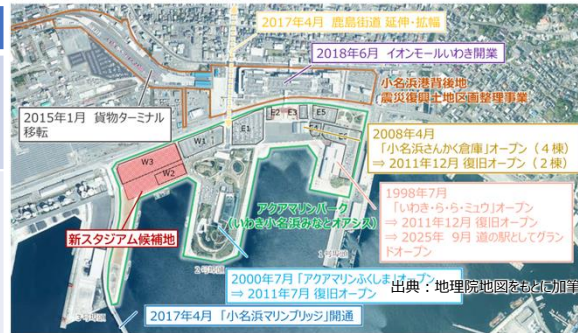 2017年4月 鹿島街道 延伸・拡幅
2018年6月 イオンモールいわき開業
小名浜港背後地
震災復興土地区画整理事業
2015年1月 貨物ターミナル
移転
E2
E3
E5
E1
W1
W3
W2
2008年4月
「小名浜さんかく倉庫」オープン（４棟）
⇒ 2011年12月 復旧オープン（２棟）
1998年7月
「いわき・ら・ら・ミュウ」オープン
⇒ 2011年12月 復旧オープン
⇒ 2025年 9月 道の駅としてグラン
ドオープン
アクアマリンパーク
（いわき小名浜みなとオアシス）
新スタジアム候補地
1号埠頭
2号埠頭
2000年7月「アクアマリンふくしま」オープン
⇒ 2011年7月 復旧オープン
出典：地理院地図をもとに加筆
3号埠頭
2017年4月 「小名浜マリンブリッジ」開通